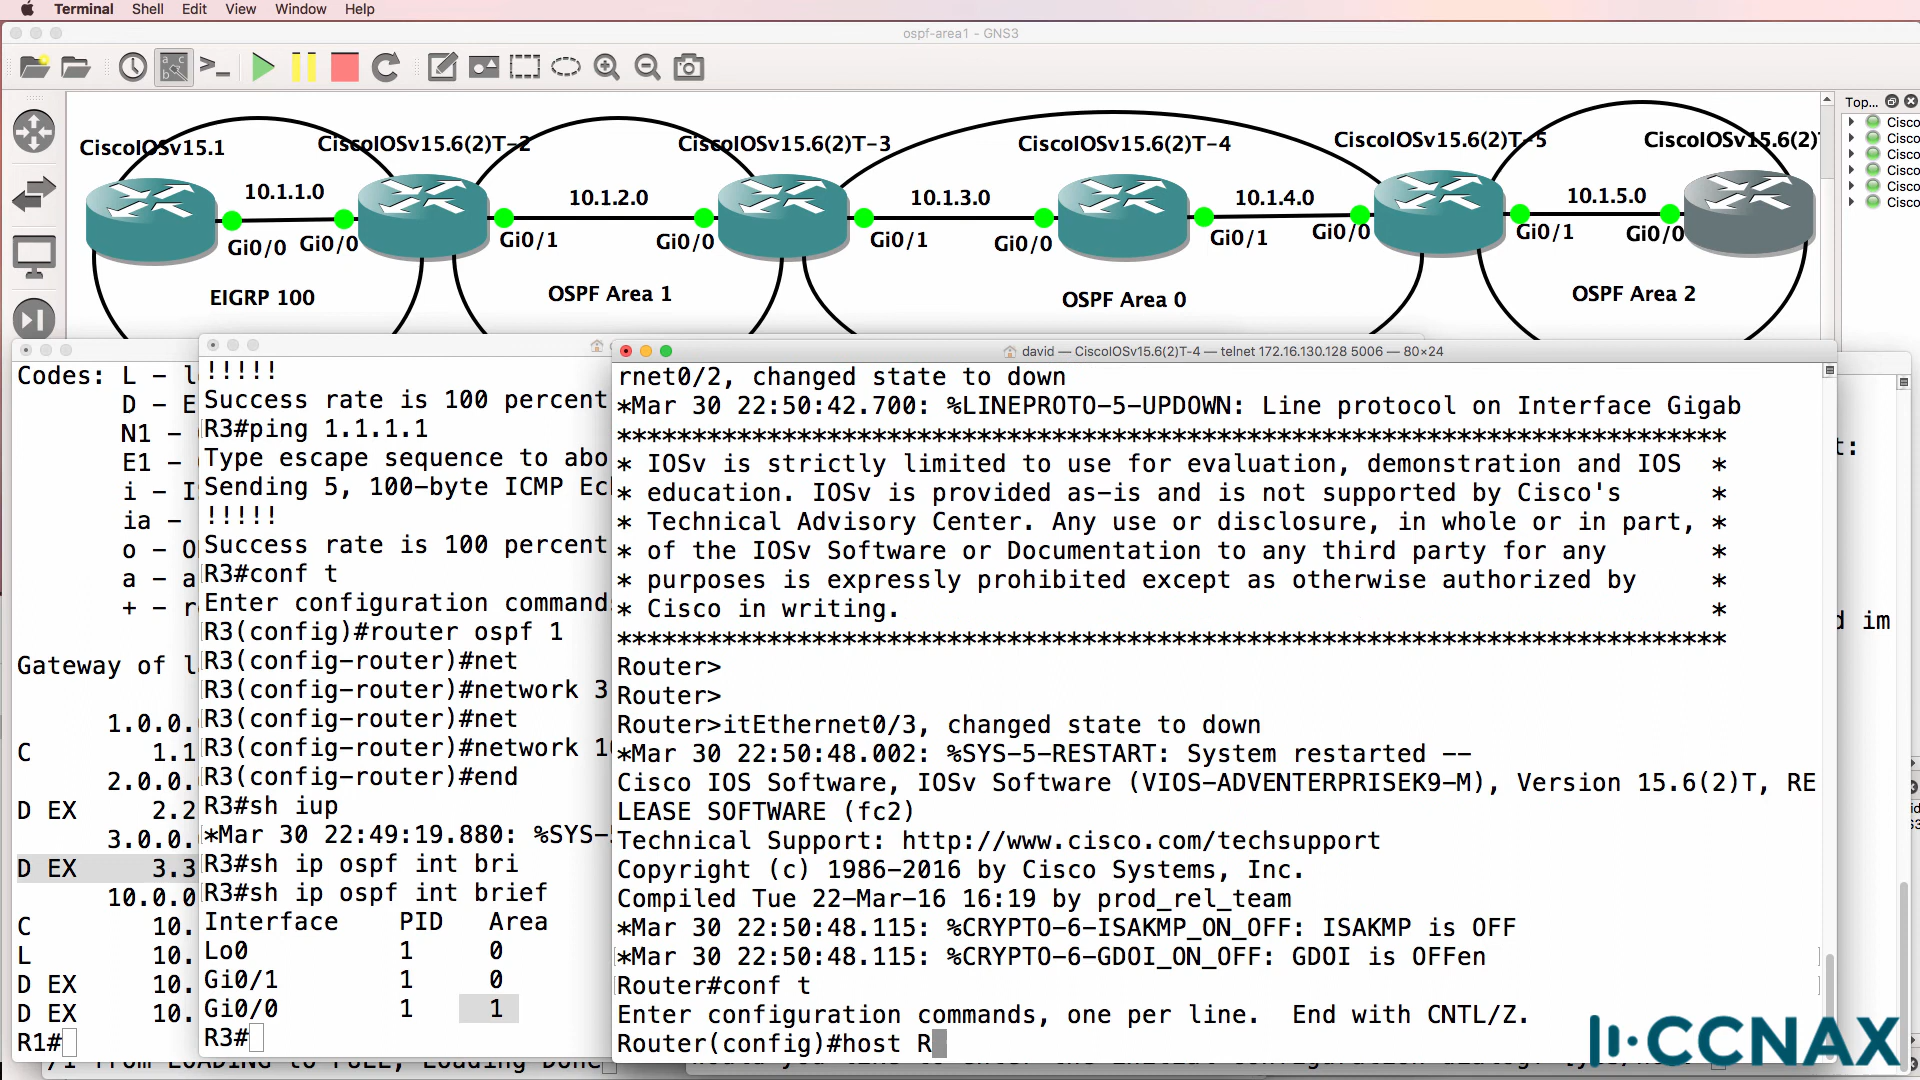 Terminal Shell Edit View Window Help
ospf-area1 - GNS3
Top...
CiscoIOSv15.1
CiscoIOSv15.6(2)T-2
CiscoIOSv15.6(2)T-3
CiscoIOSv15.6(2)T-4
CiscoIOSv15.6(2)T-5
CiscoIOSv15.6(2)T
Cisco
Cisco
Cisco
Cisco
Cisco
Cisco
10.1.1.0
10.1.2.0
10.1.3.0
10.1.4.0
10.1.5.0
Gi0/0 Gi0/0 Gi0/1 Gi0/0 Gi0/1 Gi0/0 Gi0/1 Gi0/0 Gi0/1 Gi0/0
EIGRP 100
OSPF Area 1
OSPF Area 0
OSPF Area 2
Codes: L - l
D - E
N1 -
E1 -
i - I
ia -
o - O
a - a
+ - r
Gateway of l
1.0.0.
C 1.1
2.0.0.
D EX 2.2
3.0.0.
D EX 3.3
10.0.0
C 10.
L 10.
D EX 10.
D EX 10.
R1#
!!!!!
Success rate is 100 percent
R3#ping 1.1.1.1
Type escape sequence to abo
Sending 5, 100-byte ICMP Ec
!!!!!
Success rate is 100 percent
R3#conf t
Enter configuration commands
R3(config)#router ospf 1
R3(config-router)#net
R3(config-router)#network 3
R3(config-router)#net
R3(config-router)#network 1
R3(config-router)#end
R3#sh iup
*Mar 30 22:49:19.880: %SYS-5
R3#sh ip ospf int bri
R3#sh ip ospf int brief
Interface PID Area
Lo0 1 0
Gi0/1 1 0
Gi0/0 1 1
R3#
david — CiscoIOSv15.6(2)T-4 — telnet 172.16.130.128 5006 — 80×24
rnet0/2, changed state to down
*Mar 30 22:50:42.700: %LINEPROTO-5-UPDOWN: Line protocol on Interface Gigab
**************************************************************************
* IOSv is strictly limited to use for evaluation, demonstration and IOS *
* education. IOSv is provided as-is and is not supported by Cisco's *
* Technical Advisory Center. Any use or disclosure, in whole or in part, *
* of the IOSv Software or Documentation to any third party for any *
* purposes is expressly prohibited except as otherwise authorized by *
* Cisco in writing. *
**************************************************************************
Router>
Router>
Router>itEthernet0/3, changed state to down
*Mar 30 22:50:48.002: %SYS-5-RESTART: System restarted --
Cisco IOS Software, IOSv Software (VIOS-ADVENTERPRISEK9-M), Version 15.6(2)T, RE
LEASE SOFTWARE (fc2)
Technical Support: http://www.cisco.com/techsupport
Copyright (c) 1986-2016 by Cisco Systems, Inc.
Compiled Tue 22-Mar-16 16:19 by prod_rel_team
*Mar 30 22:50:48.115: %CRYPTO-6-ISAKMP_ON_OFF: ISAKMP is OFF
*Mar 30 22:50:48.115: %CRYPTO-6-GDOI_ON_OFF: GDOI is OFFen
Router#conf t
Enter configuration commands, one per line. End with CNTL/Z.
Router(config)#host R
t:
d im
/1 from LOADING to FULL, Loading Done
CCNAX